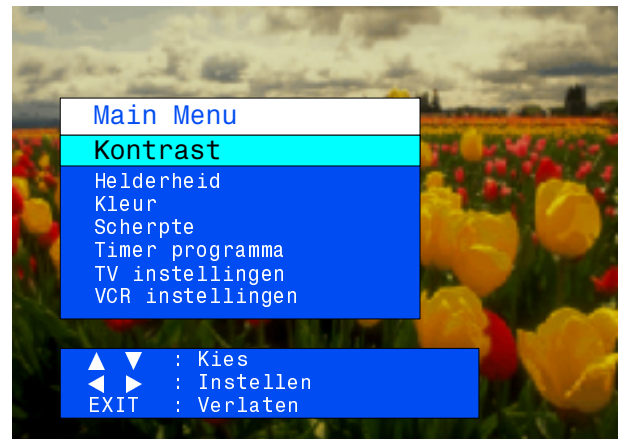 Main Menu
Kontrast
Helderheid
Kleur
Scherpte
Timer programma
TV instellingen
VCR instellingen
▲ ▼ : Kies
◀ ▶ : Instellen
EXIT : Verlaten